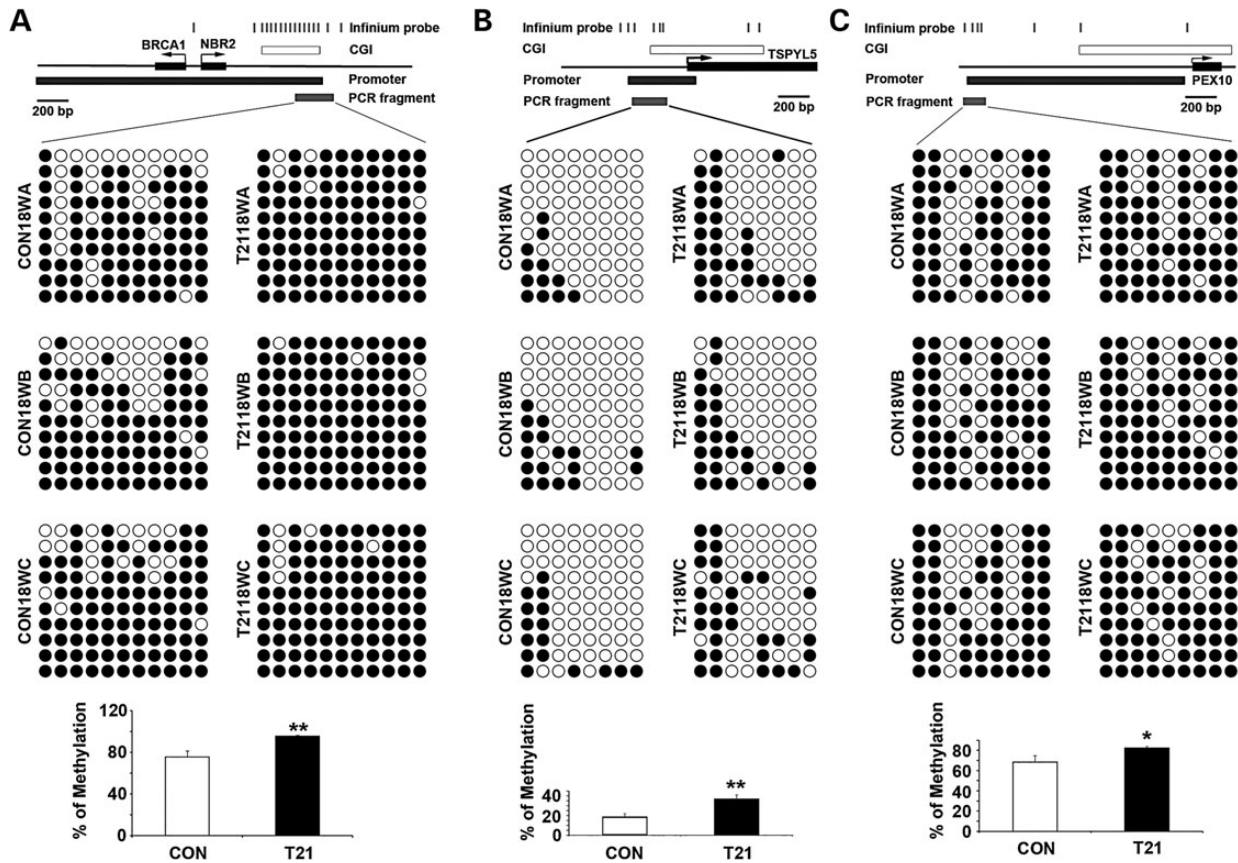 A
Infinium probe
BRCA1 NBR2
CGI
Promoter
200 bp
PCR fragment
CON18WA
T2118WA
CON18WB
T2118WB
CON18WC
T2118WC
% of Methylation
120
80
40
0
**
CON T21
B
Infinium probe
CGI
TSPYL5
Promoter
PCR fragment
200 bp
CON18WA
T2118WA
CON18WB
T2118WB
CON18WC
T2118WC
% of Methylation
40
20
0
**
CON T21
C
Infinium probe
CGI
Promoter
PEX10
PCR fragment
200 bp
CON18WA
T2118WA
CON18WB
T2118WB
CON18WC
T2118WC
% of Methylation
80
60
40
20
0
*
CON T21